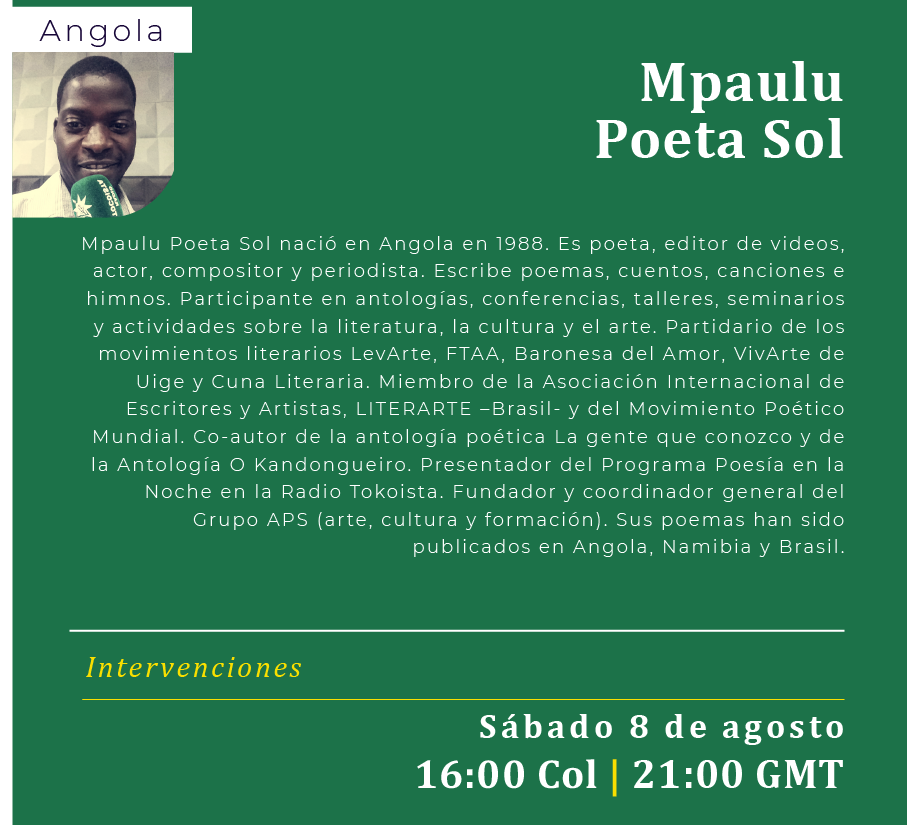 Angola
Mpaulu
Poeta Sol
Mpaulu Poeta Sol nació en Angola en 1988. Es poeta, editor de videos,
actor, compositor y periodista. Escribe poemas, cuentos, canciones e
himnos. Participante en antologías, conferencias, talleres, seminarios
y actividades sobre la literatura, la cultura y el arte. Partidario de los
movimientos literarios LevArte, FTAA, Baronesa del Amor, VivArte de
Uige y Cuna Literaria. Miembro de la Asociación Internacional de
Escritores y Artistas, LITERARTE –Brasil- y del Movimiento Poético
Mundial. Co-autor de la antología poética La gente que conozco y de
la Antología O Kandongueiro. Presentador del Programa Poesía en la
Noche en la Radio Tokoista. Fundador y coordinador general del
Grupo APS (arte, cultura y formación). Sus poemas han sido
publicados en Angola, Namibia y Brasil.
Intervenciones
Sábado 8 de agosto
16:00 Col | 21:00 GMT